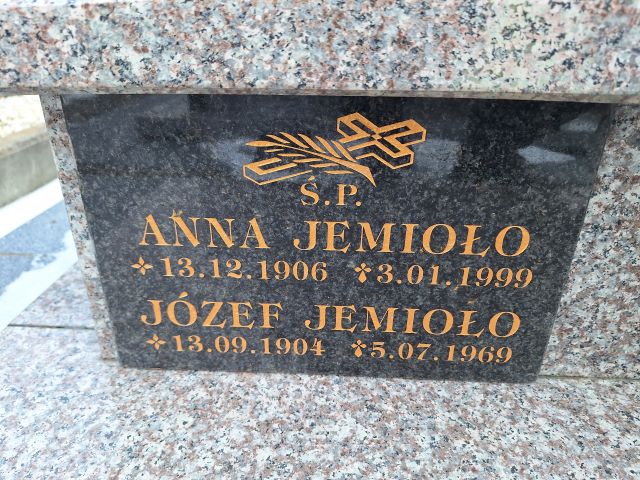 Ś.P.
ANNA JEMIOŁO
✣13.12.1906 ✝3.01.1999
JÓZEF JEMIOŁO
✣13.09.1904 ✝5.07.1969